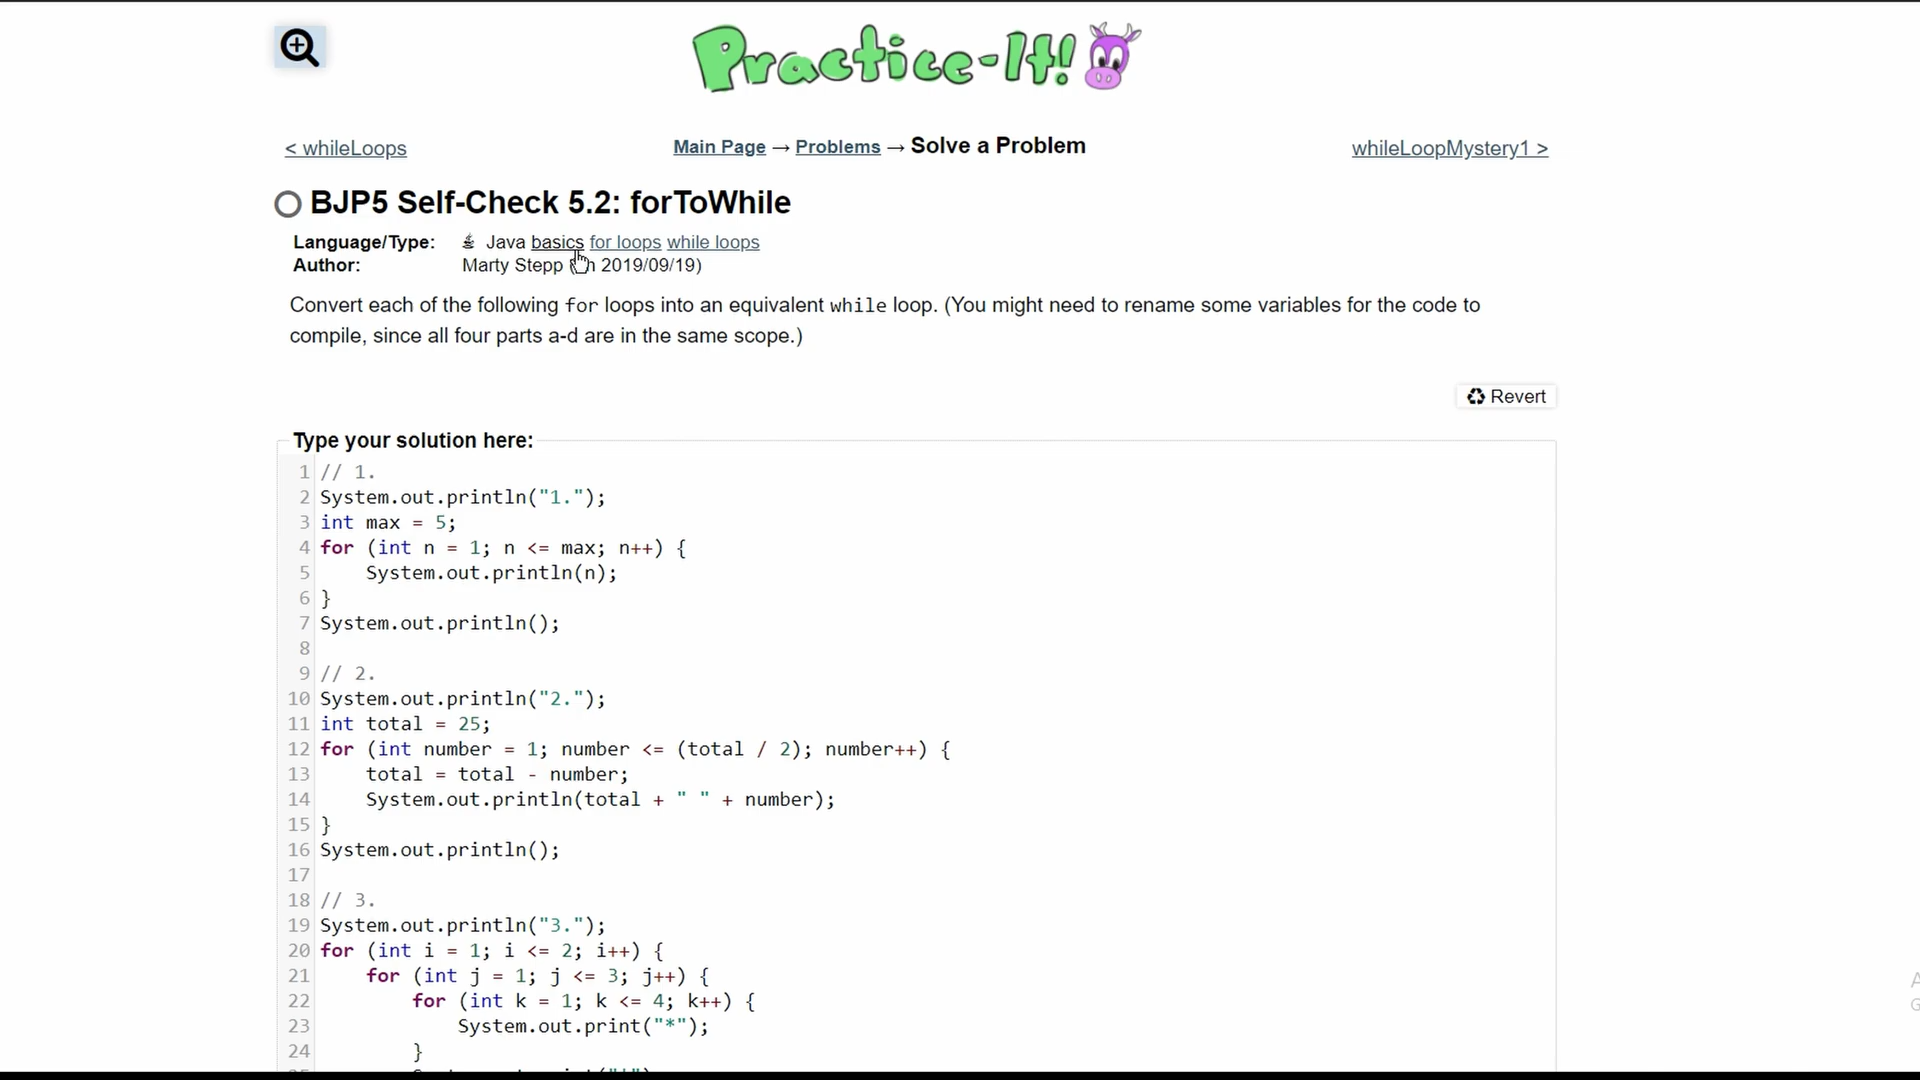 Practice-It!
< whileLoops
Main Page → Problems → Solve a Problem
whileLoopMystery1 >
BJP5 Self-Check 5.2: forToWhile
Language/Type: Java basics for loops while loops
Author: Marty Stepp 2019/09/19)
Convert each of the following for loops into an equivalent while loop. (You might need to rename some variables for the code to
compile, since all four parts a-d are in the same scope.)
Revert
Type your solution here:
1 // 1.
2 System.out.println("1.");
3 int max = 5;
4 for (int n = 1; n <= max; n++) {
5     System.out.println(n);
6 }
7 System.out.println();
8
9 // 2.
10 System.out.println("2.");
11 int total = 25;
12 for (int number = 1; number <= (total / 2); number++) {
13     total = total - number;
14     System.out.println(total + " " + number);
15 }
16 System.out.println();
17
18 // 3.
19 System.out.println("3.");
20 for (int i = 1; i <= 2; i++) {
21     for (int j = 1; j <= 3; j++) {
22         for (int k = 1; k <= 4; k++) {
23             System.out.print("*");
24         }